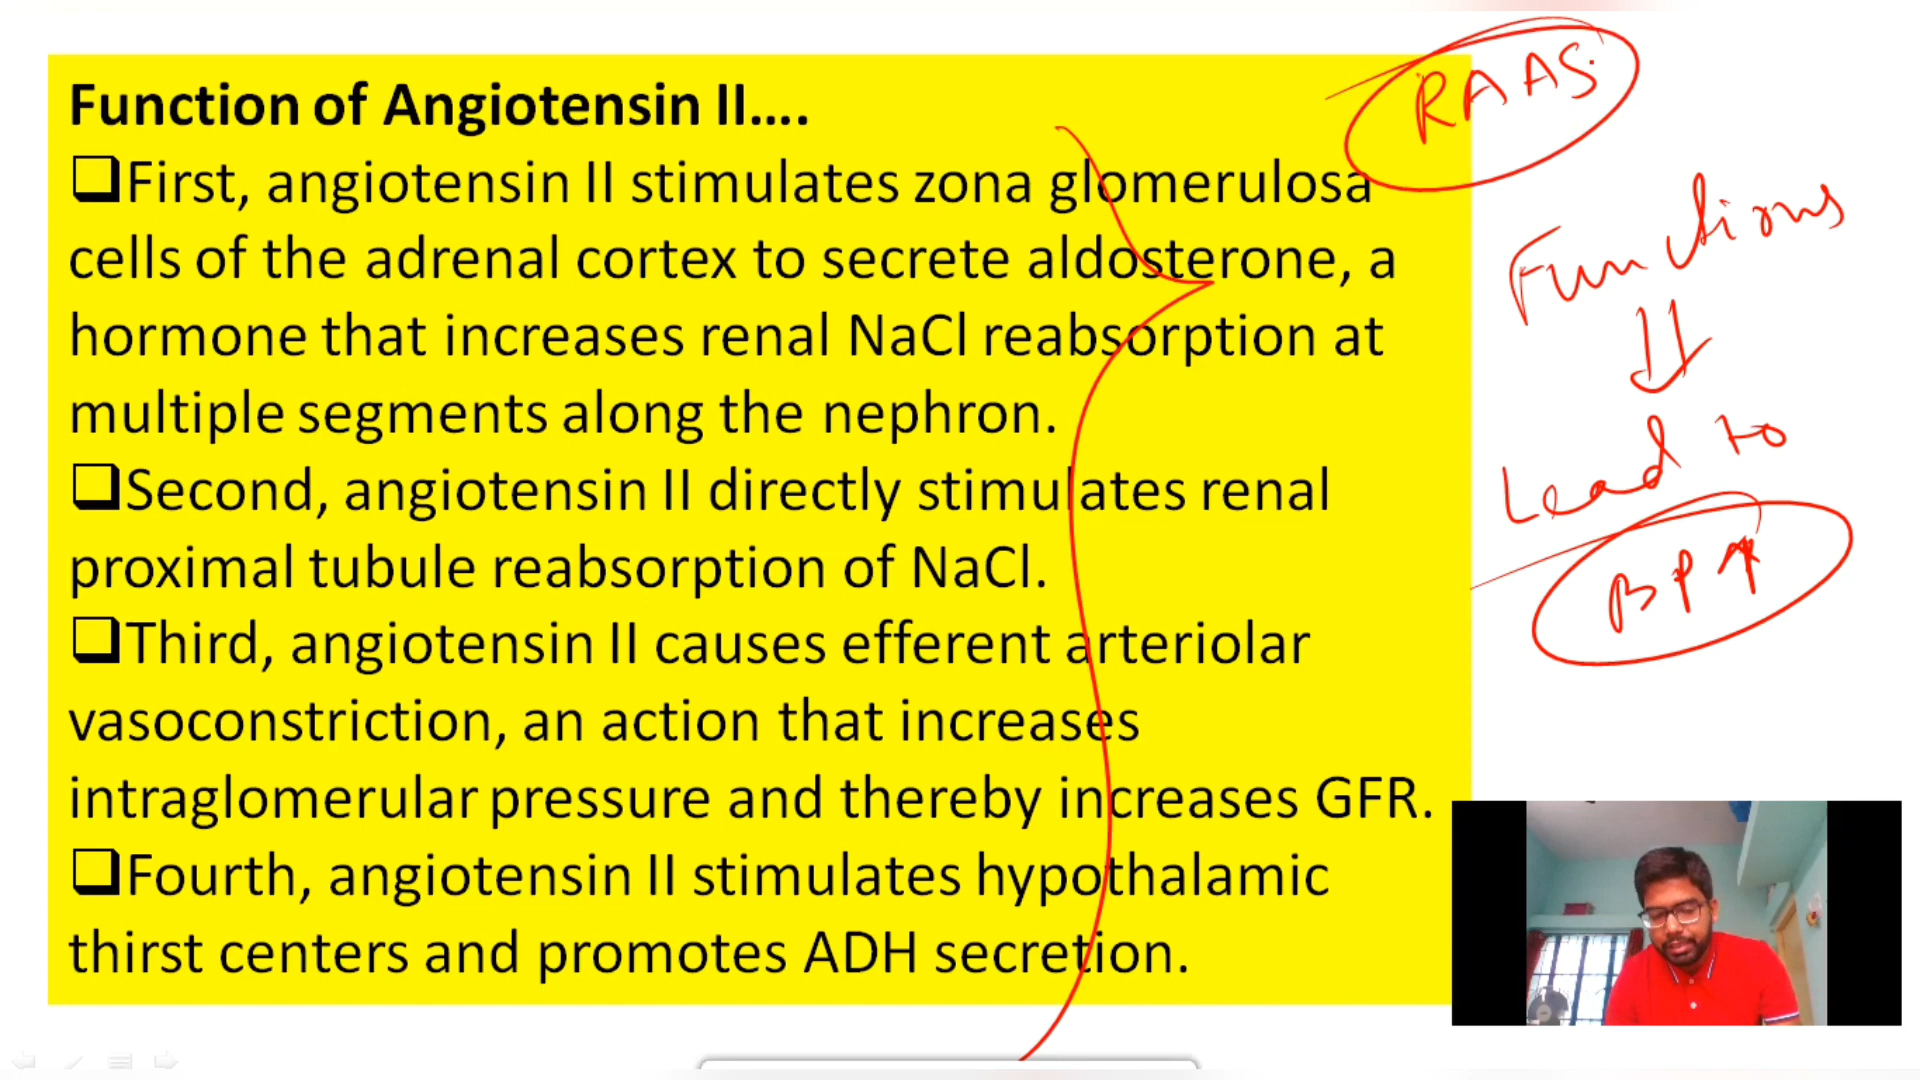 Function of Angiotensin II....
❑First, angiotensin II stimulates zona glomerulosa
cells of the adrenal cortex to secrete aldosterone, a
hormone that increases renal NaCl reabsorption at
multiple segments along the nephron.
❑Second, angiotensin II directly stimulates renal
proximal tubule reabsorption of NaCl.
❑Third, angiotensin II causes efferent arteriolar
vasoconstriction, an action that increases
intraglomerular pressure and thereby increases GFR.
❑Fourth, angiotensin II stimulates hypothalamic
thirst centers and promotes ADH secretion.
RAAS
Functions
Lead to
BP↑